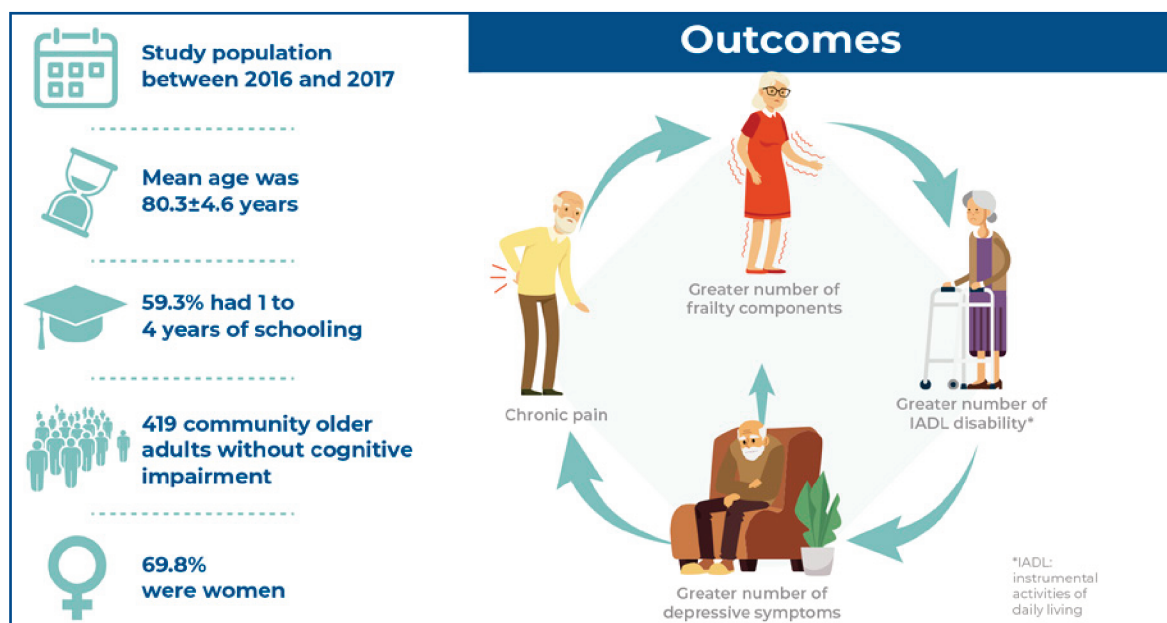 Study population
between 2016 and 2017
Mean age was
80.3±4.6 years
59.3% had 1 to
4 years of schooling
419 community older
adults without cognitive
impairment
69.8%
were women
Outcomes
Greater number of
frailty components
Chronic pain
Greater number of
IADL disability*
Greater number of
depressive symptoms
*IADL:
instrumental
activities of
daily living